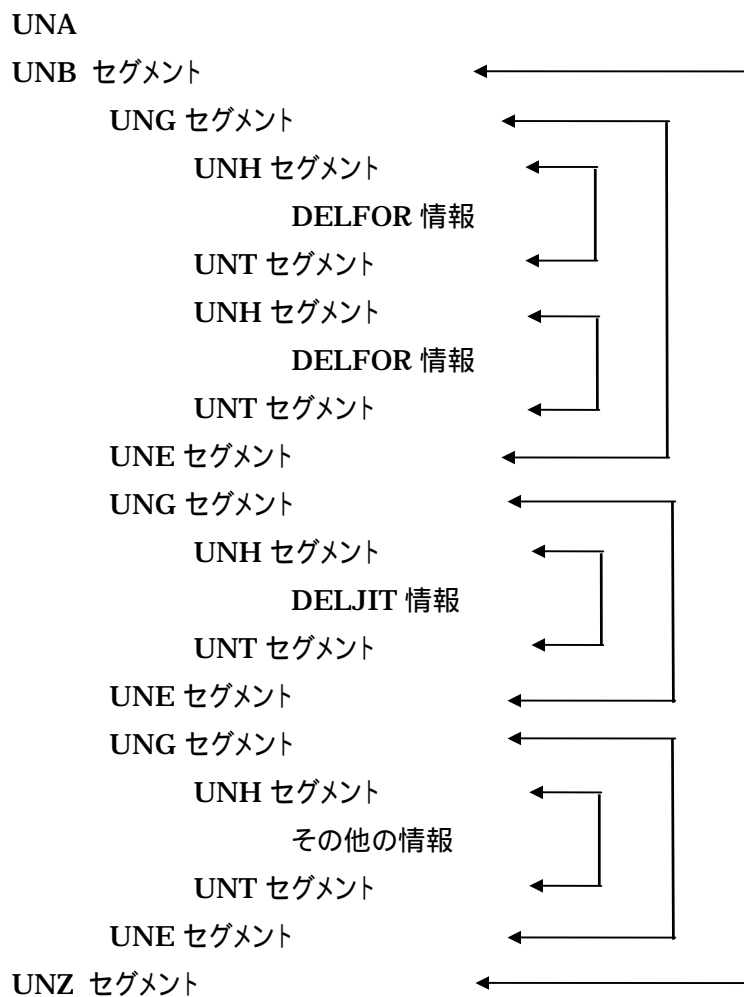 UNA
UNB セグメント
UNG セグメント
UNH セグメント
DELFOR 情報
UNT セグメント
UNH セグメント
DELFOR 情報
UNT セグメント
UNE セグメント
UNG セグメント
UNH セグメント
DELJIT 情報
UNT セグメント
UNE セグメント
UNG セグメント
UNH セグメント
その他の情報
UNT セグメント
UNE セグメント
UNZ セグメント